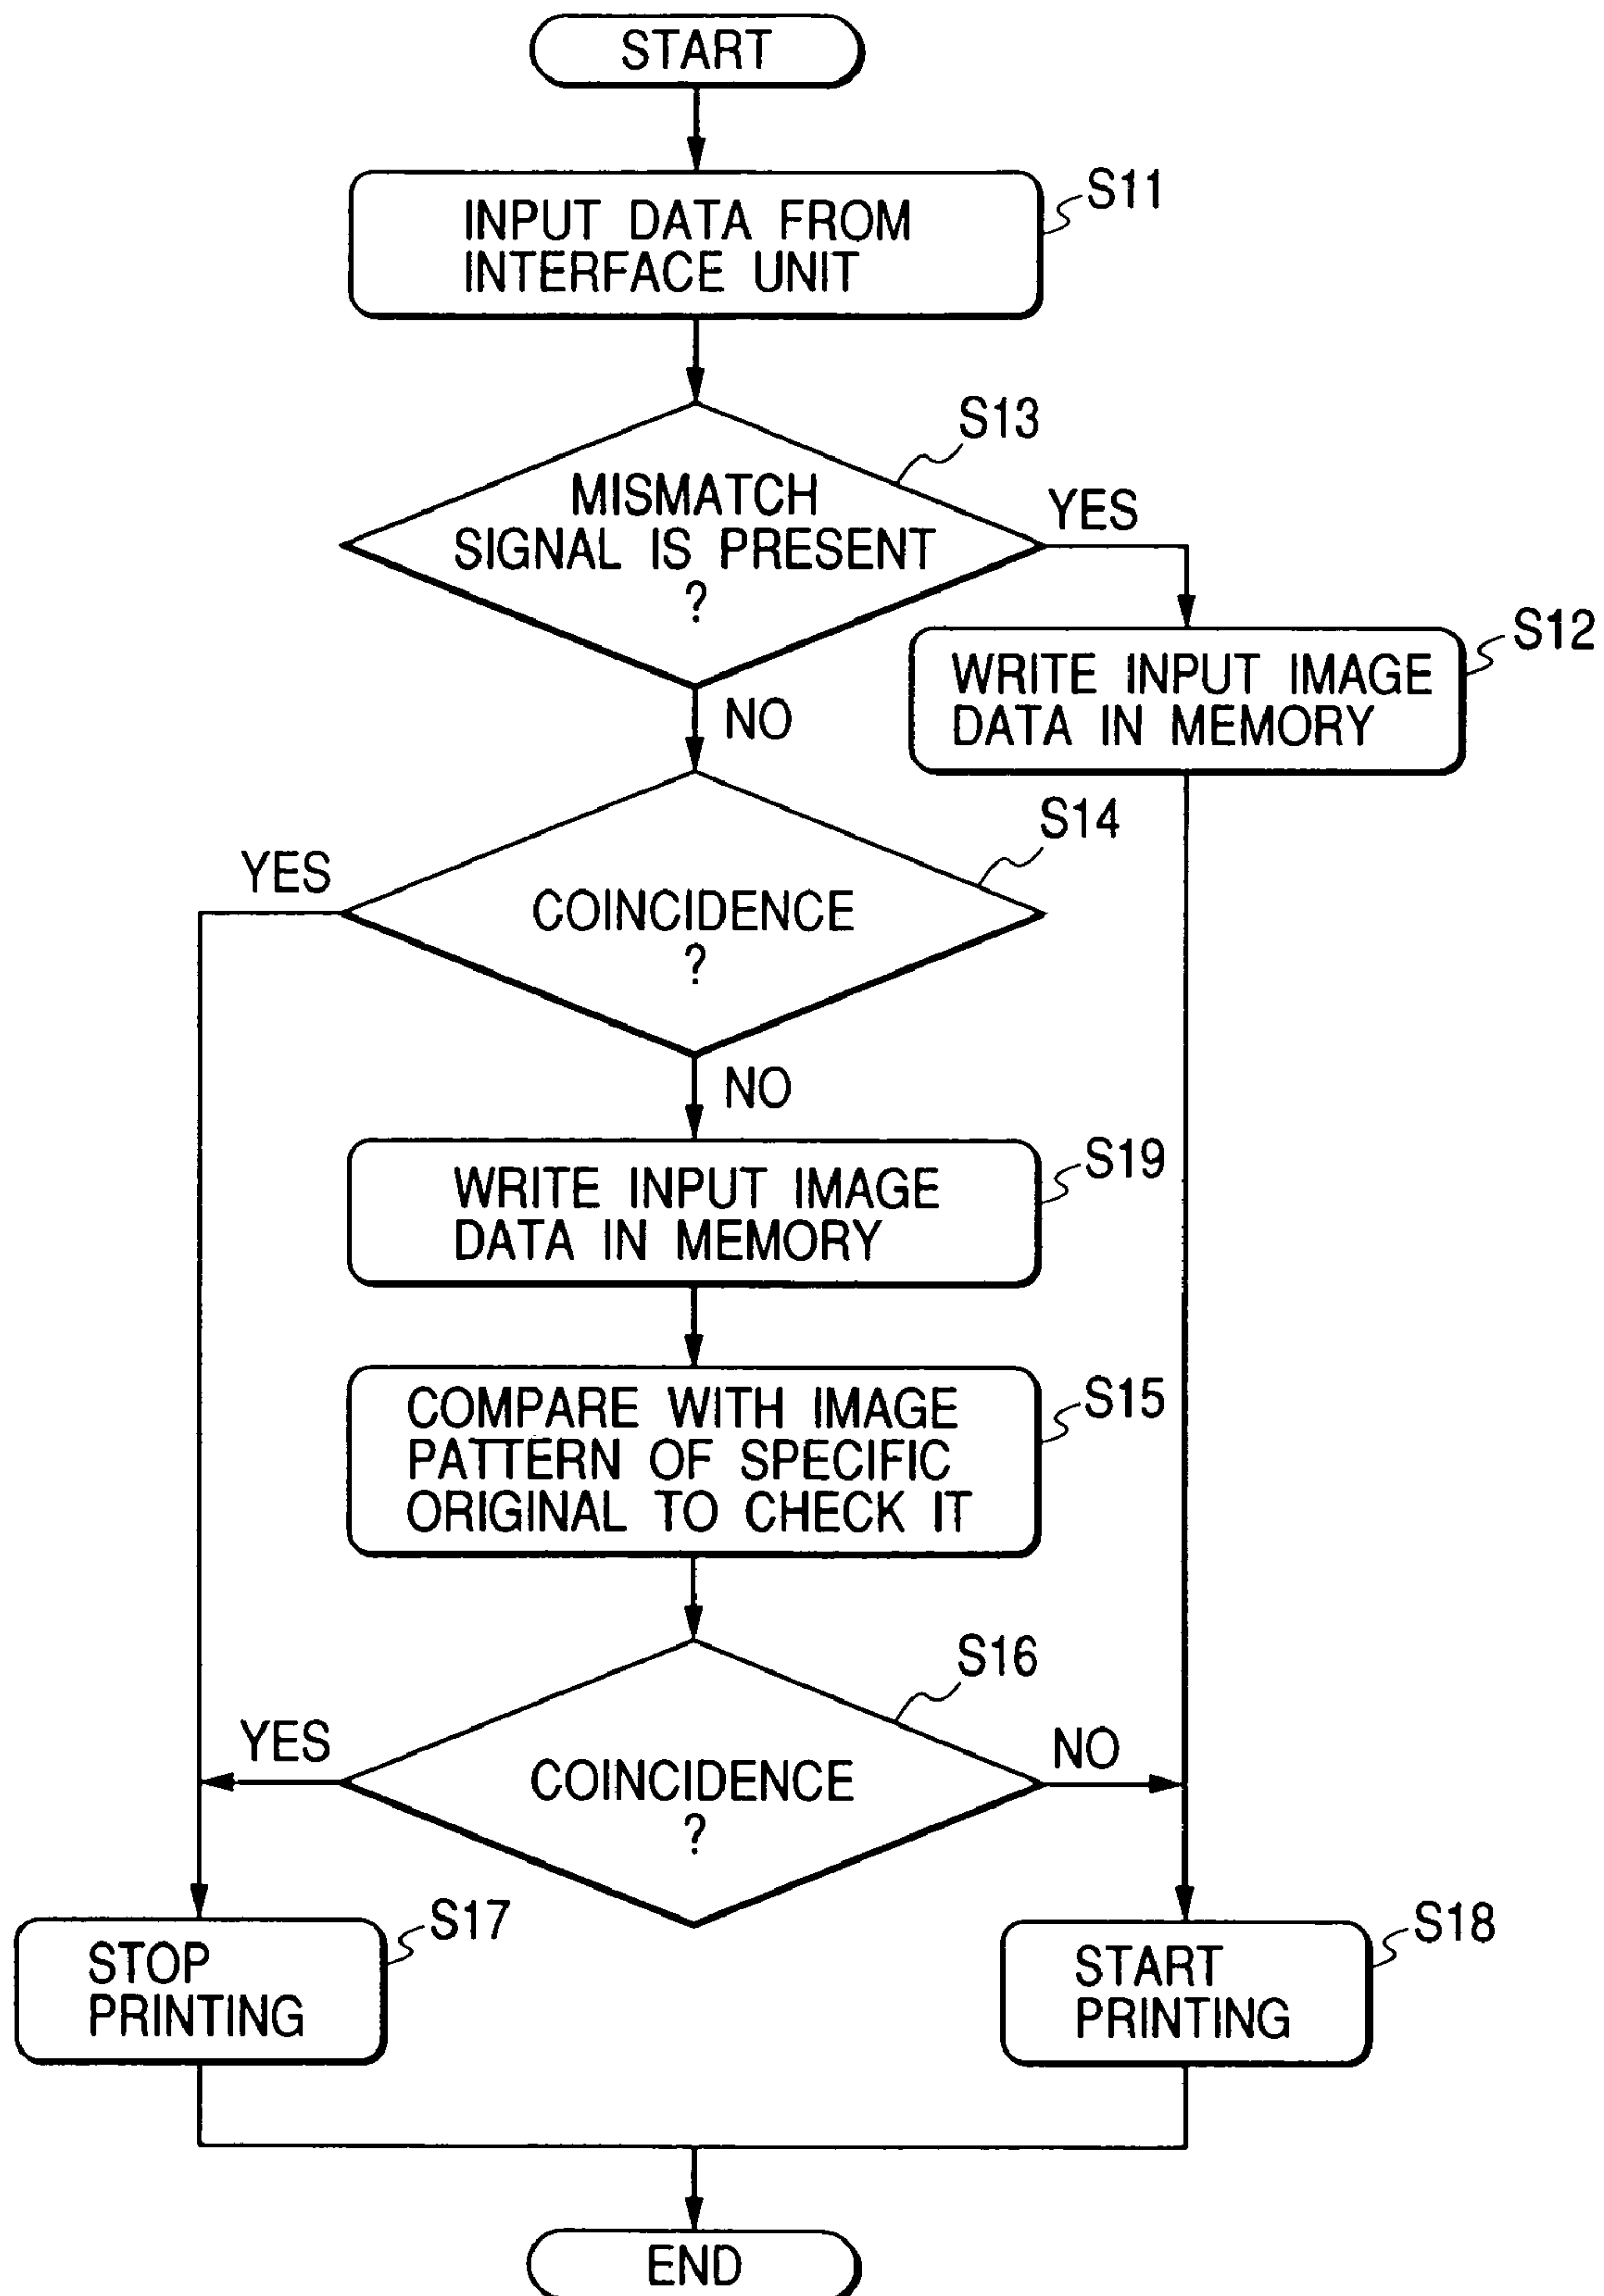 START
S11
INPUT DATA FROM
INTERFACE UNIT
S13
MISMATCH
SIGNAL IS PRESENT
?
YES
S12
WRITE INPUT IMAGE
DATA IN MEMORY
NO
S14
YES
COINCIDENCE
?
NO
S19
WRITE INPUT IMAGE
DATA IN MEMORY
S15
COMPARE WITH IMAGE
PATTERN OF SPECIFIC
ORIGINAL TO CHECK IT
S16
YES
NO
COINCIDENCE
?
S17
STOP
PRINTING
S18
START
PRINTING
END